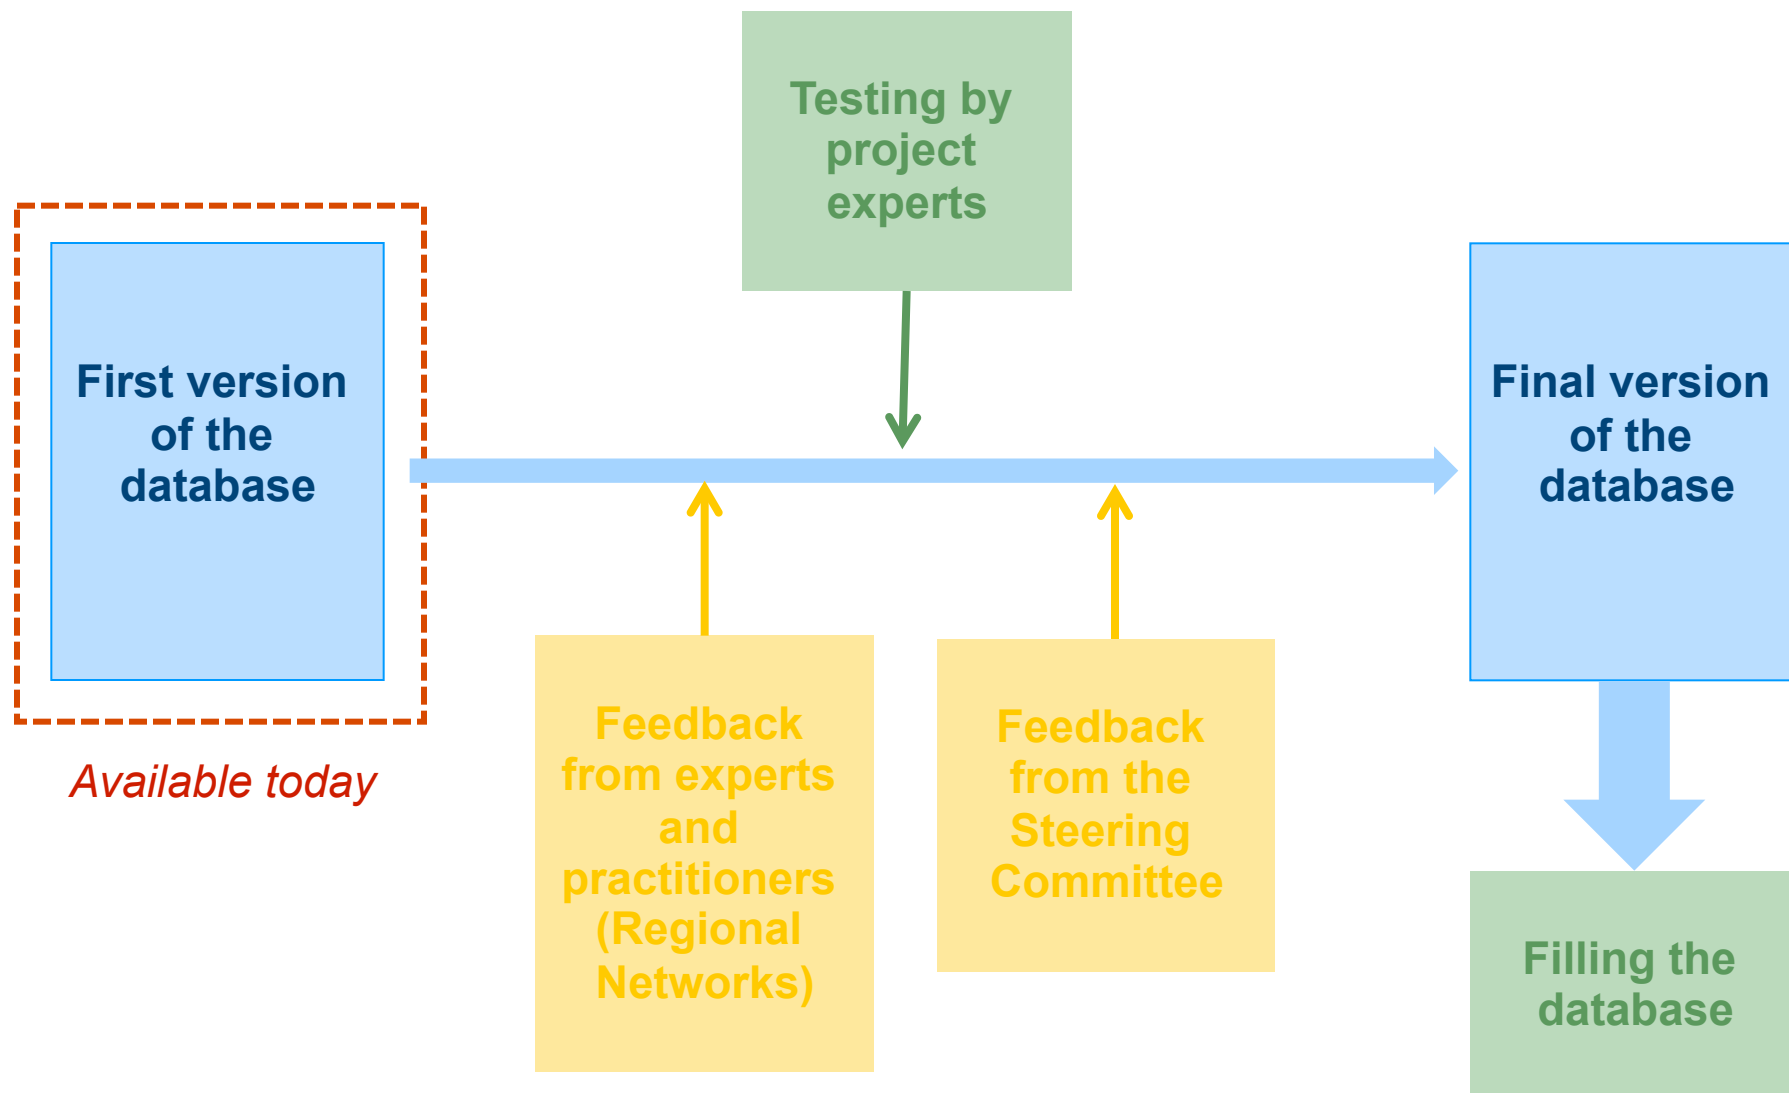 Testing by
project
experts
First version
of the
database
Available today
Final version
of the
database
Feedback
from experts
and
practitioners
(Regional
Networks)
Feedback
from the
Steering
Committee
Filling the
database